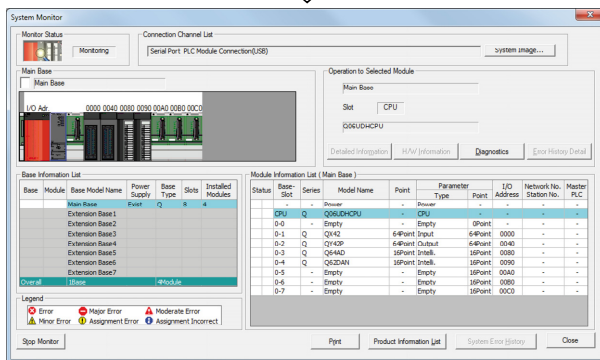 System Monitor
Monitor Status
Monitoring
Connection Channel List
Serial Port PLC Module Connection(USB)
System Image...
Main Base
Main Base
I/O Adr. 0000 0040 0080 0090 00A0 00B0 00C0
Operation to Selected Module
Main Base
Slot CPU
Q06UDHCPU
Detailed Information H/W Information Diagnostics Error History Detail
Base Information List
Base Module Base Model Name Power Supply Base Type Slots Installed Modules
Main Base Exist Q 8 4
Extension Base1
Extension Base2
Extension Base3
Extension Base4
Extension Base5
Extension Base6
Extension Base7
Overall 1Base 4Module
Module Information List ( Main Base )
Status Base-Slot Series Model Name Point Parameter Type Point I/O Address Network No. Station No. Master PLC
- - Power - Power - - - -
CPU Q Q06UDHCPU - CPU - - - -
0-0 - Empty - Empty 0Point - - -
0-1 Q QX42 64Point Input 64Point 0000 - -
0-2 Q QY42P 64Point Output 64Point 0040 - -
0-3 Q Q64AD 16Point Intelli. 16Point 0080 - -
0-4 Q Q62DAN 16Point Intelli. 16Point 0090 - -
0-5 - Empty - Empty 16Point 00A0 - -
0-6 - Empty - Empty 16Point 00B0 - -
0-7 - Empty - Empty 16Point 00C0 - -
Legend
Error Major Error Moderate Error
Minor Error Assignment Error Assignment Incorrect
Stop Monitor Print Product Information List System Error History Close